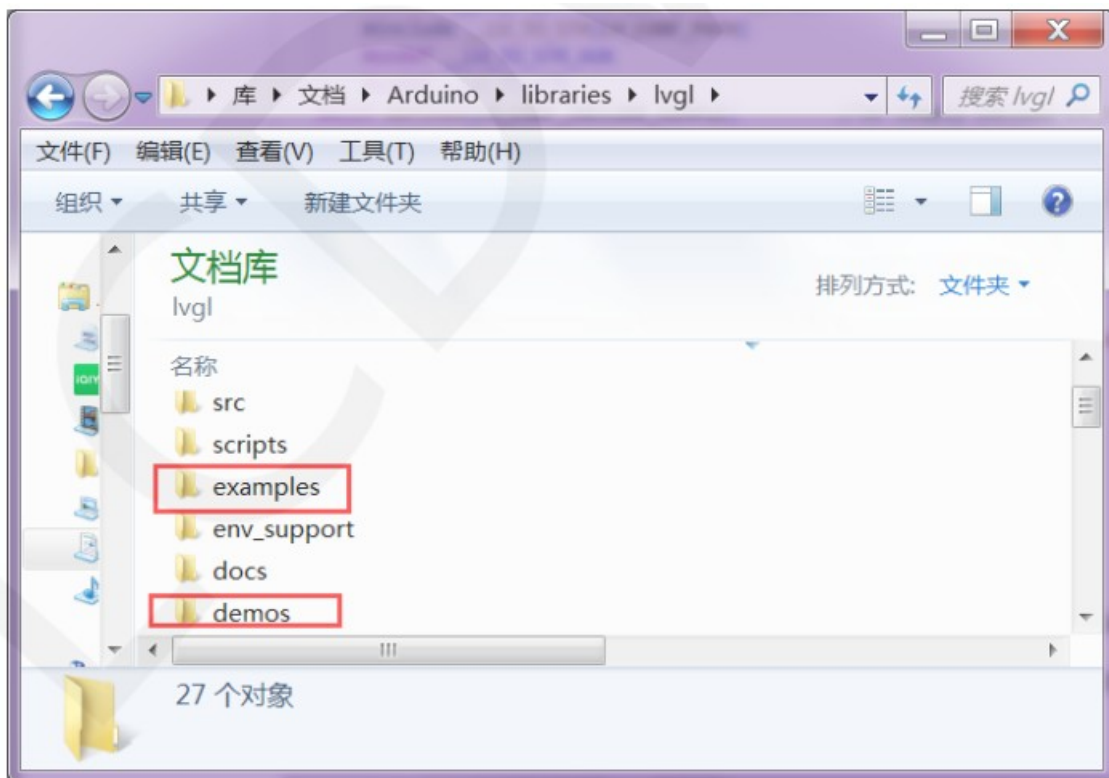 库 ▸ 文档 ▸ Arduino ▸ libraries ▸ lvgl ▸ 搜索 lvgl
文件(F) 编辑(E) 查看(V) 工具(T) 帮助(H)
组织 共享 新建文件夹
文档库
lvgl
排列方式: 文件夹
名称
src
scripts
examples
env_support
docs
demos
27 个对象